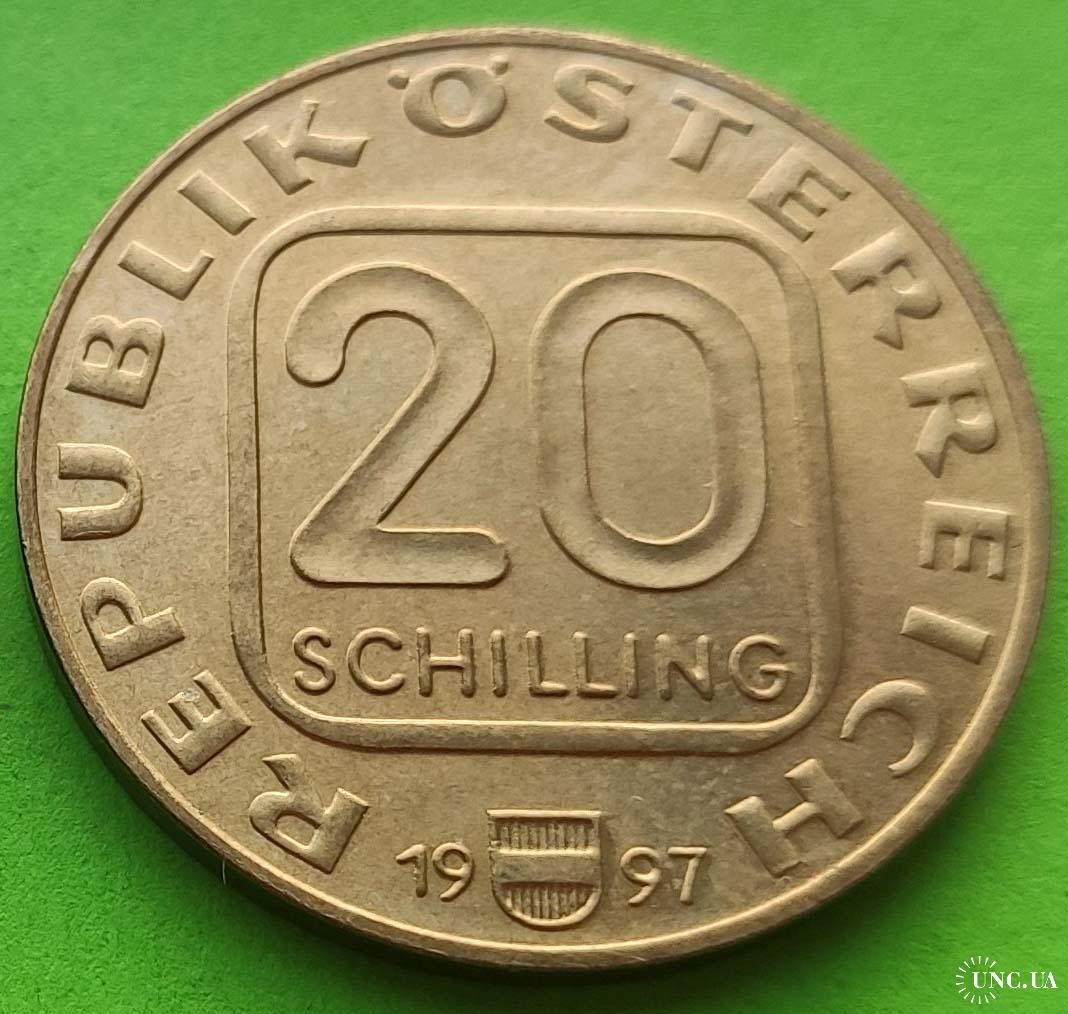 REPUBLIK ÖSTERREICH
20
SCHILLING
1997
UNC.UA